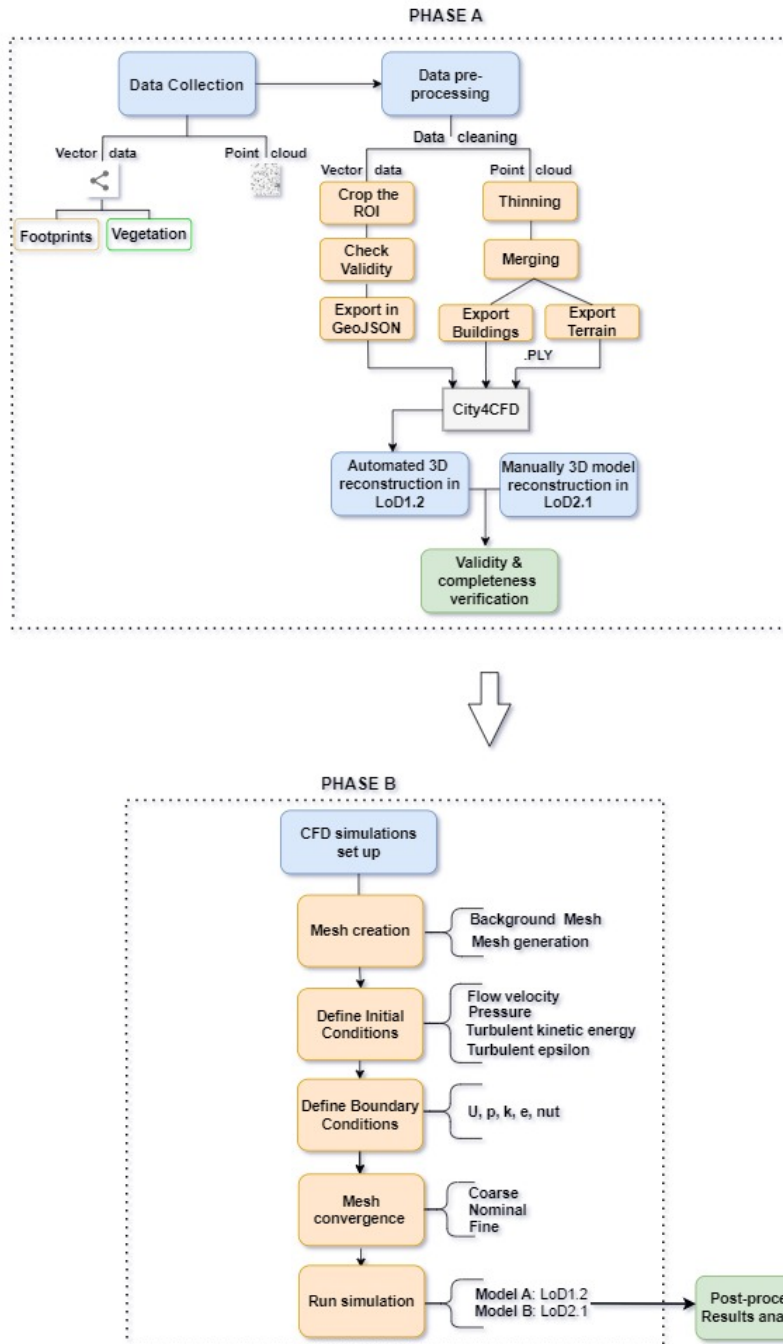 PHASE A
Data Collection
Data pre-
processing
Data cleaning
Vector data
Point cloud
Footprints
Vegetation
Vector data
Point cloud
Crop the
ROI
Thinning
Check
Validity
Merging
Export in
GeoJSON
Export
Buildings
Export
Terrain
.PLY
City4CFD
Automated 3D
reconstruction in
LoD1.2
Manually 3D model
reconstruction in
LoD2.1
Validity &
completeness
verification
PHASE B
CFD simulations
set up
Mesh creation
Background Mesh
Mesh generation
Define Initial
Conditions
Flow velocity
Pressure
Turbulent kinetic energy
Turbulent epsilon
Define Boundary
Conditions
U, p, k, e, nut
Mesh
convergence
Coarse
Nominal
Fine
Run simulation
Model A: LoD1.2
Model B: LoD2.1
Post-proce
Results ana